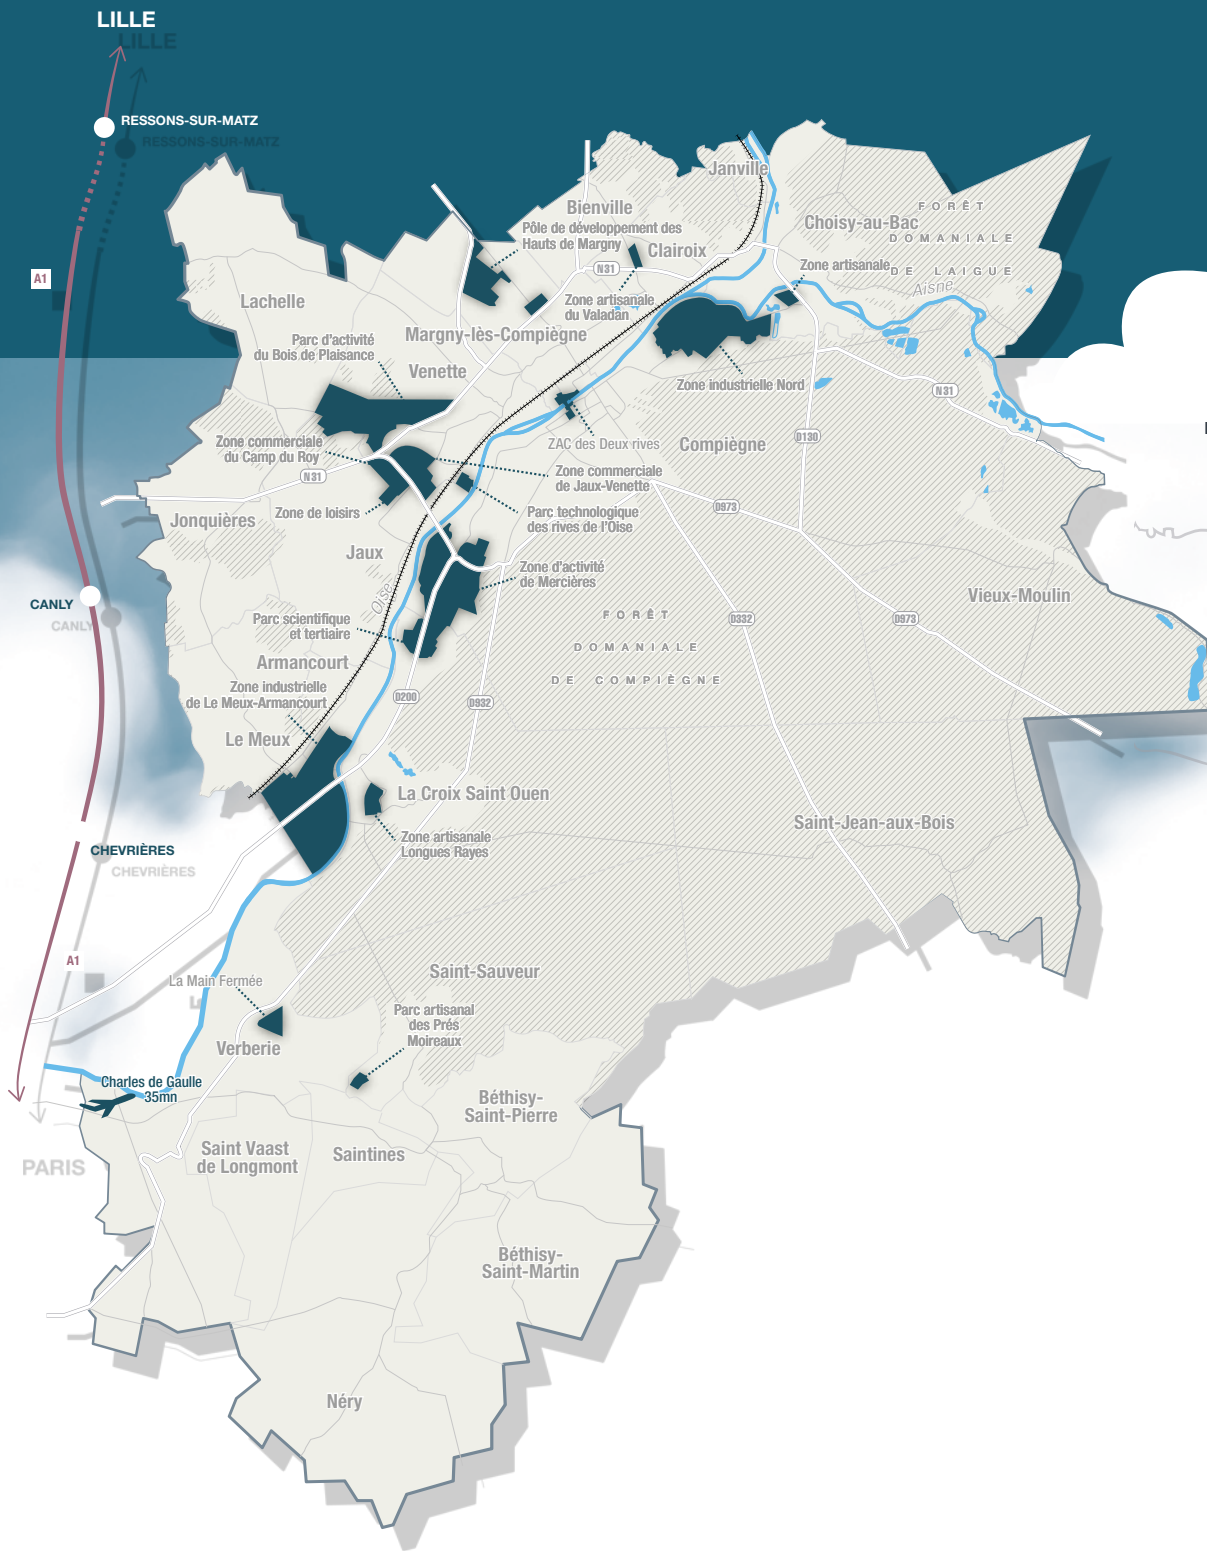 LILLE
LILLE
RESSONS-SUR-MATZ
RESSONS-SUR-MATZ
Janville
Bienville
Choisy-au-Bac
FORÊT
DOMANIALE
DE LAIGUE
Pôle de développement des
Hauts de Margny
Clairoix
N31
Zone artisanale
Aisne
A1
Lachelle
Zone artisanale
du Valadan
Margny-lès-Compiègne
Parc d'activité
du Bois de Plaisance
Venette
Zone industrielle Nord
N31
Zone commerciale
du Camp du Roy
ZAC des Deux rives
Compiègne
D130
N31
Zone commerciale
de Jaux-Venette
Zone de loisirs
Parc technologique
des rives de l'Oise
D973
Jonquières
Jaux
Zone d'activité
de Mercières
Oise
CANLY
CANLY
Parc scientifique
et tertiaire
FORÊT
DOMANIALE
DE COMPIÈGNE
D332
D973
Vieux-Moulin
Armancourt
Zone industrielle
de Le Meux-Armancourt
D200
D932
Le Meux
La Croix Saint Ouen
Saint-Jean-aux-Bois
Zone artisanale
Longues Rayes
CHEVRIÈRES
CHEVRIÈRES
A1
Saint-Sauveur
La Main Fermée
Parc artisanal
des Prés
Moireaux
Verberie
Charles de Gaulle
35mn
Béthisy-
Saint-Pierre
PARIS
Saint Vaast
de Longmont
Saintines
Béthisy-
Saint-Martin
Néry